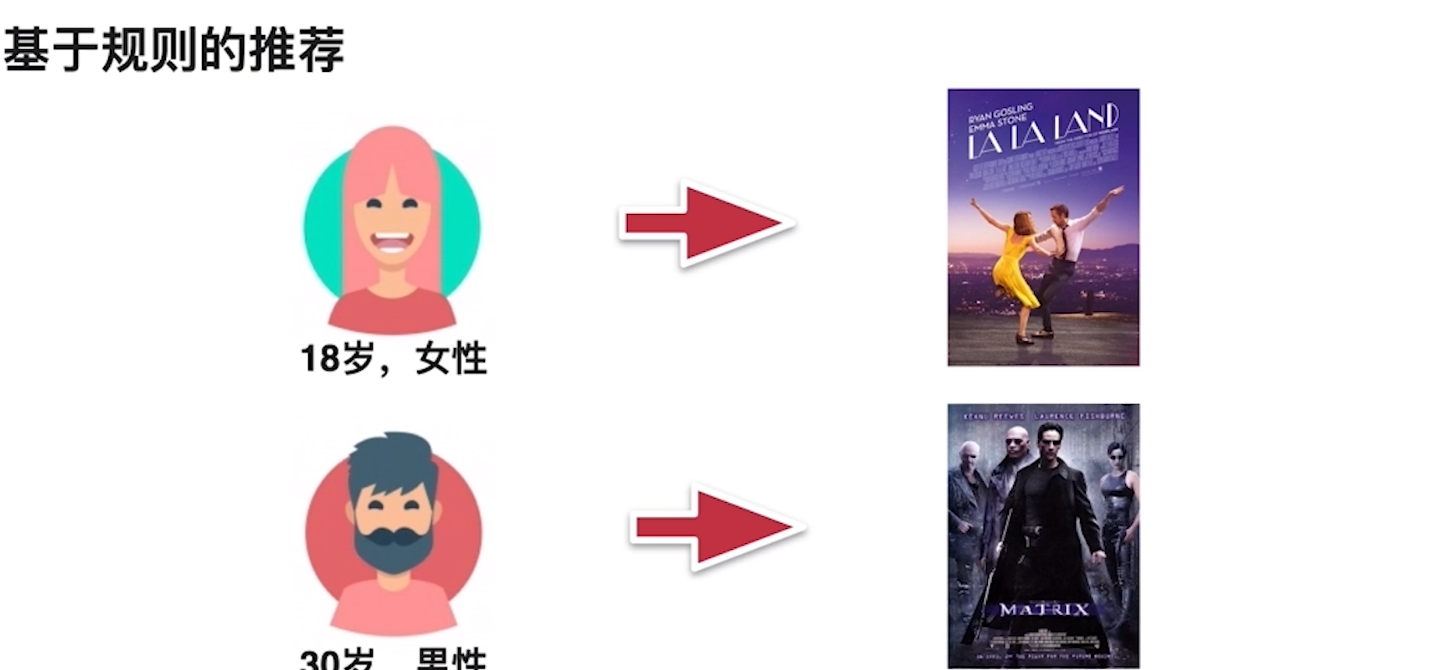 基于规则的推荐
RYAN GOSLING
EMMA STONE
LA LA LAND
18岁，女性
KEANU REEVES LAURENCE FISHBURNE
MATRIX
30岁，男性